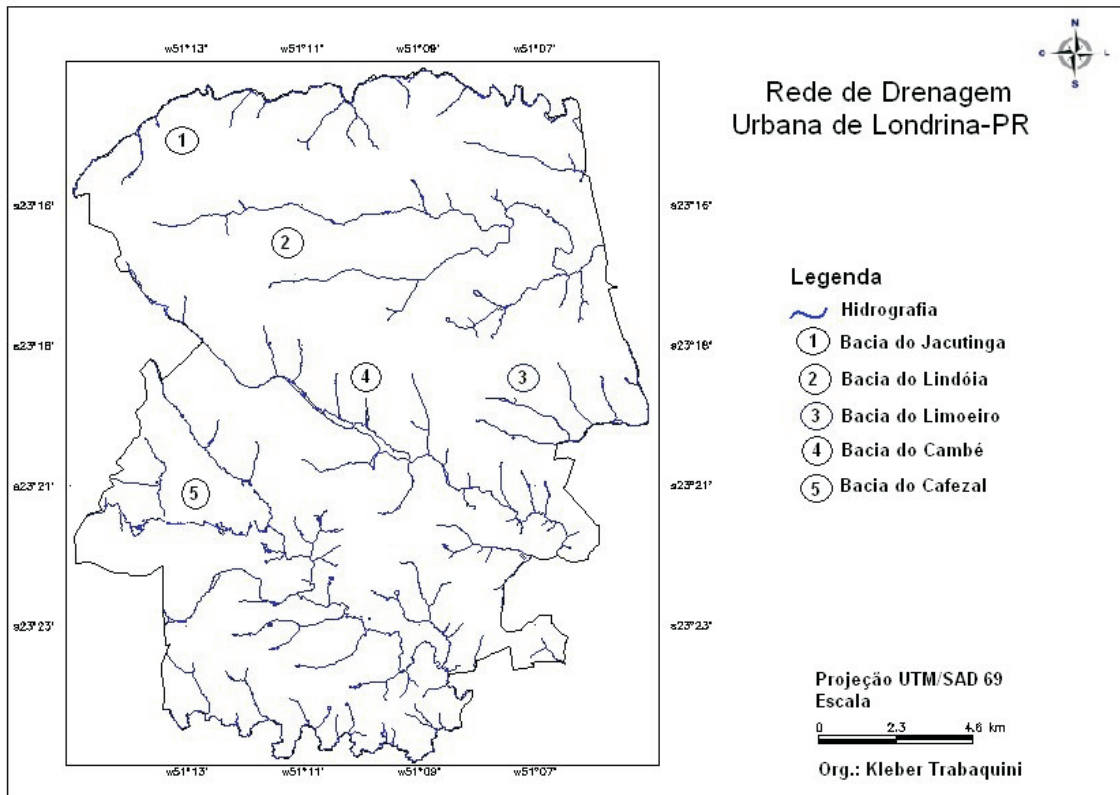 w51°13' w51°11' w51°09' w51°07'
N
O L
S
Rede de Drenagem
Urbana de Londrina-PR
1
s23°16' s23°16'
2
Legenda
Hidrografia
1 Bacia do Jacutinga
2 Bacia do Lindóia
3 Bacia do Limoeiro
4 Bacia do Cambé
5 Bacia do Cafezal
s23°18' s23°18'
4 3
s23°21' s23°21'
5
s23°23' s23°23'
Projeção UTM/SAD 69
Escala
0 2.3 4.6 km
Org.: Kleber Trabaquini
w51°13' w51°11' w51°09' w51°07'